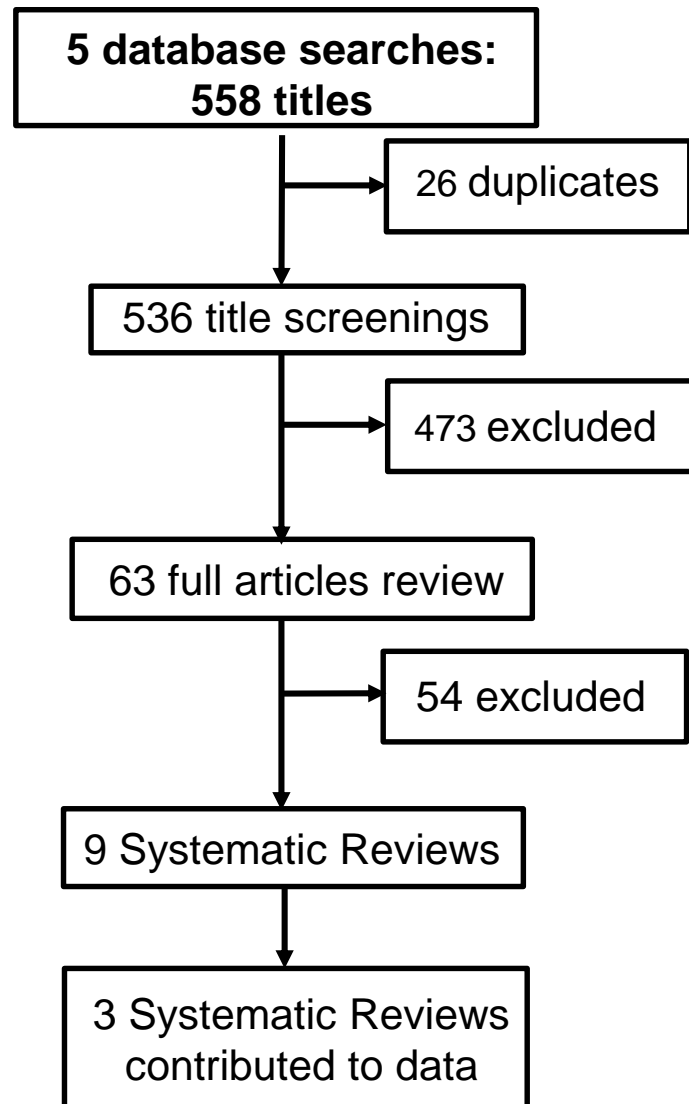 5 database searches:
558 titles
26 duplicates
536 title screenings
473 excluded
63 full articles review
54 excluded
9 Systematic Reviews
3 Systematic Reviews
contributed to data